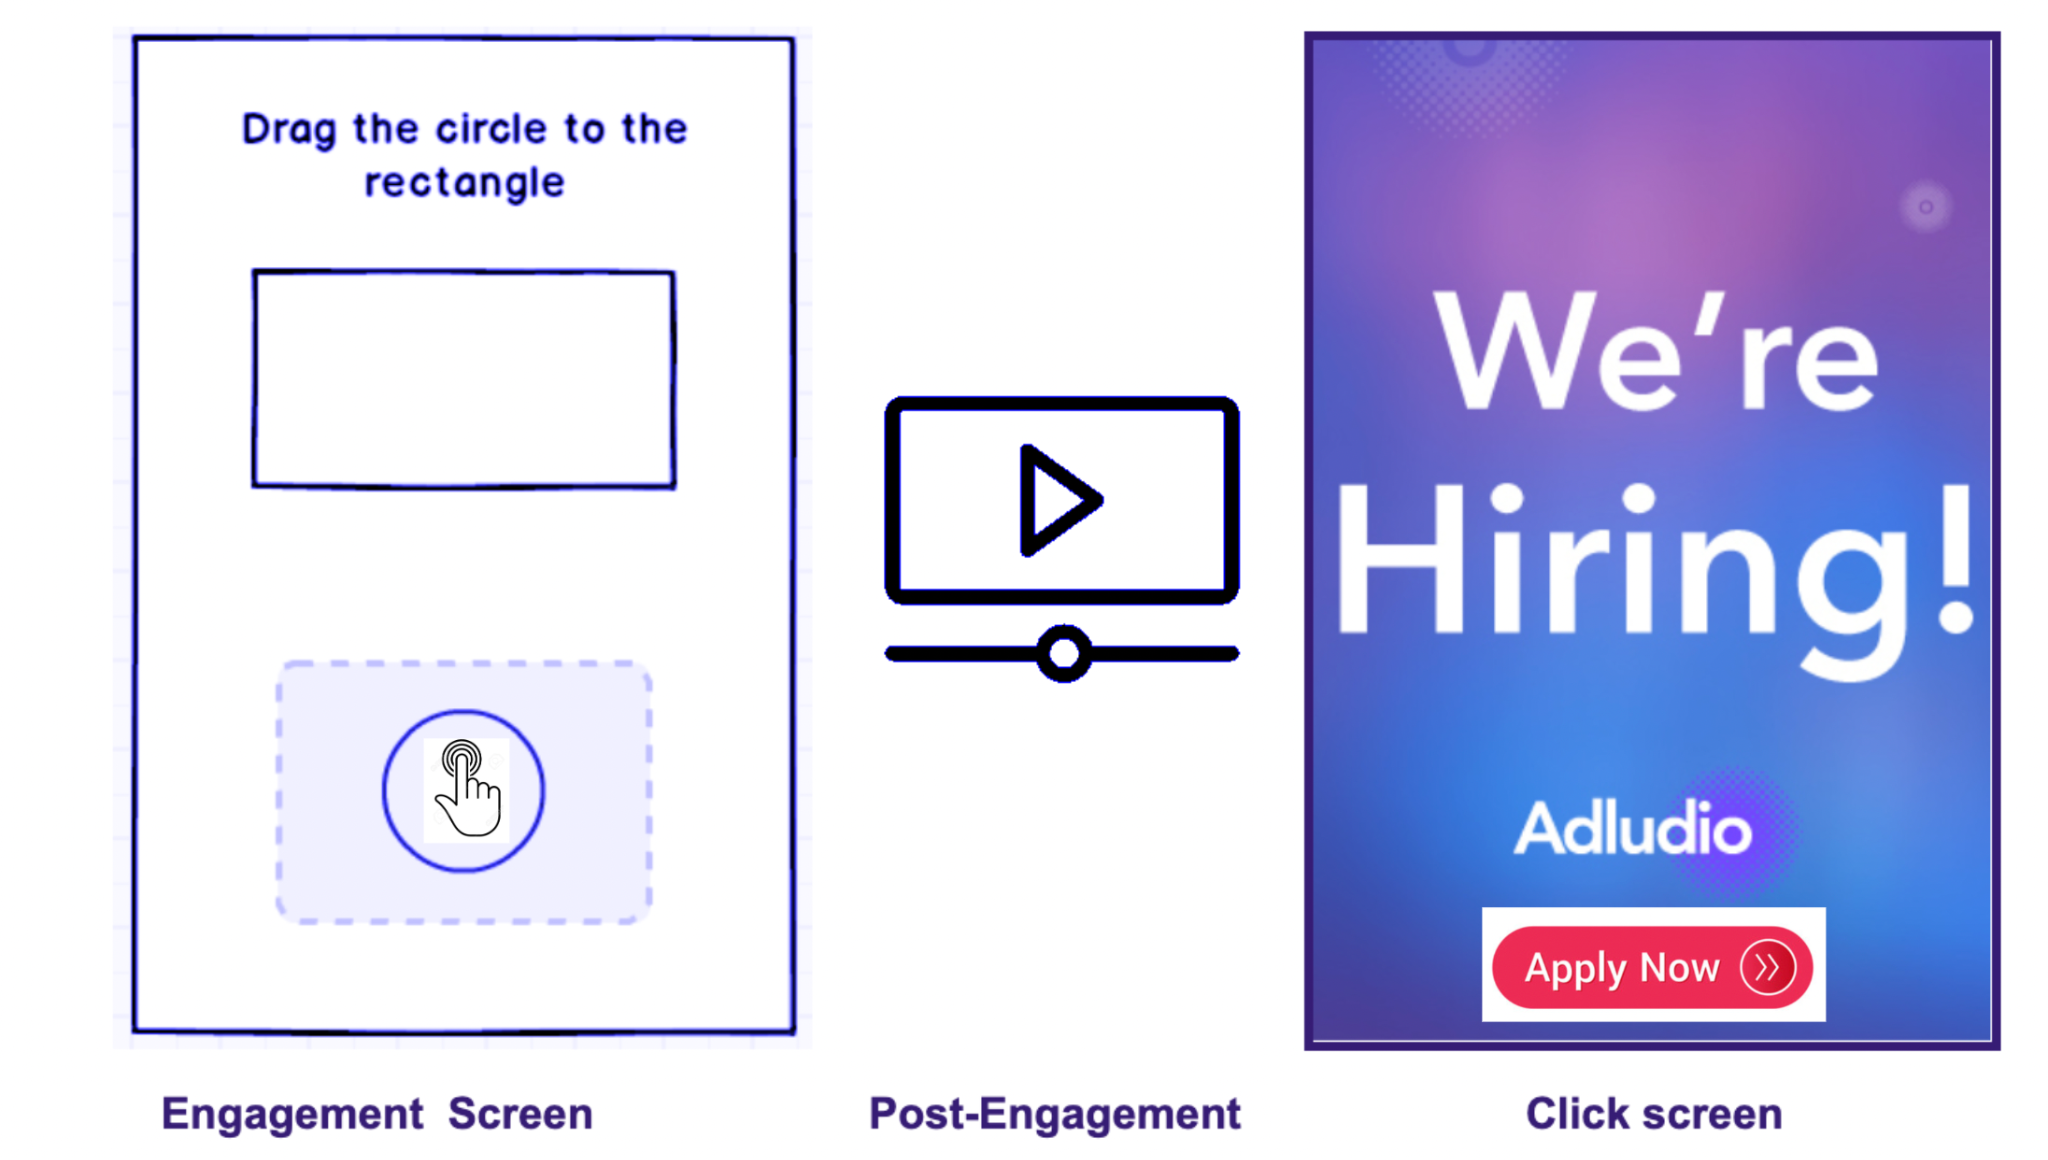 Drag the circle to the
rectangle
We're
Hiring!
Adludio
Apply Now
Engagement Screen
Post-Engagement
Click screen